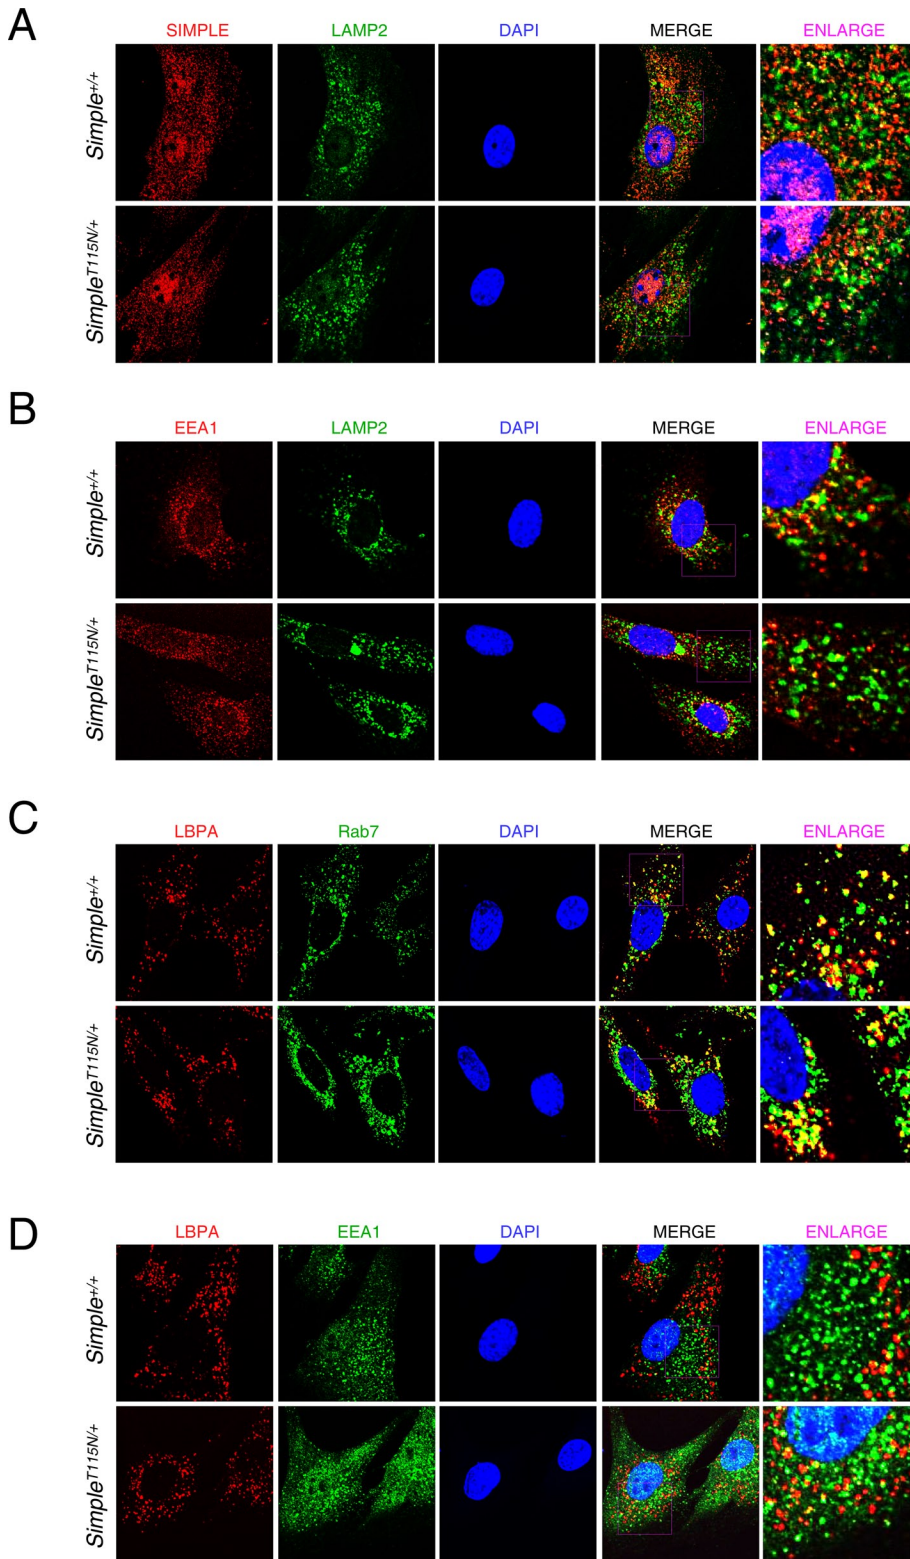 A
SIMPLE LAMP2 DAPI MERGE ENLARGE
Simple+/+
SimpleT115N/+
B
EEA1 LAMP2 DAPI MERGE ENLARGE
Simple+/+
SimpleT115N/+
C
LBPA Rab7 DAPI MERGE ENLARGE
Simple+/+
SimpleT115N/+
D
LBPA EEA1 DAPI MERGE ENLARGE
Simple+/+
SimpleT115N/+